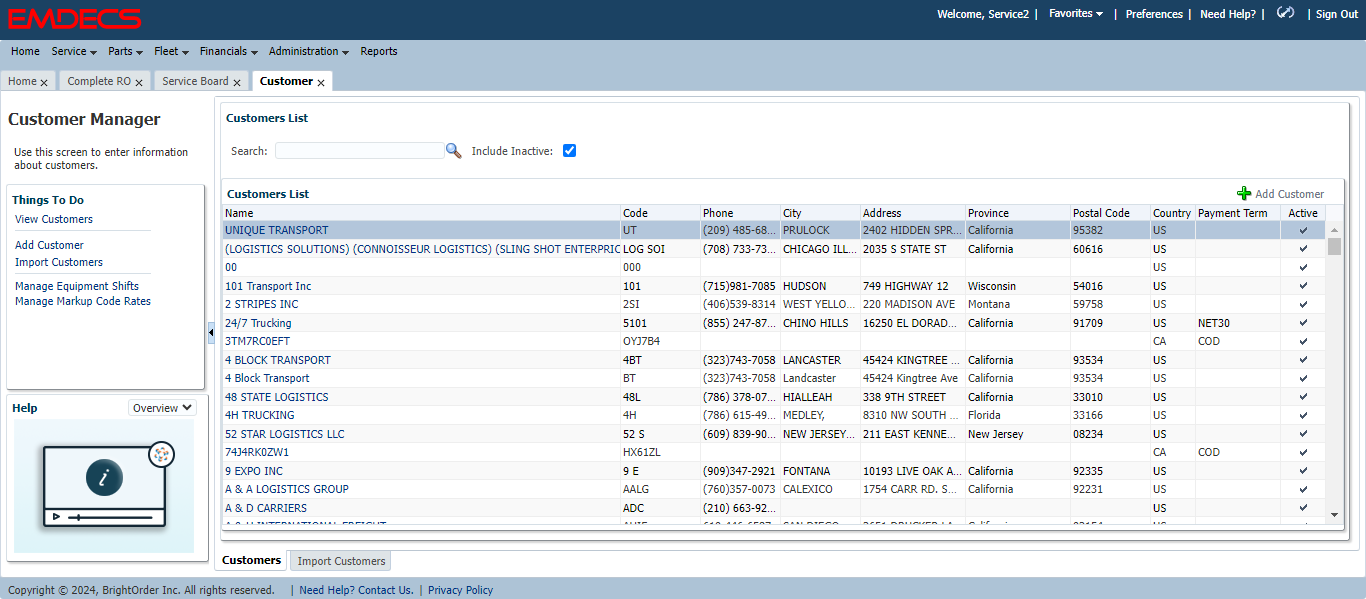 EMDECS
Welcome, Service2 | Favorites | Preferences | Need Help? | | Sign Out
Home Service Parts Fleet Financials Administration Reports
Home x Complete RO x Service Board x Customer x
Customer Manager
Use this screen to enter information
about customers.
Things To Do
View Customers
Add Customer
Import Customers
Manage Equipment Shifts
Manage Markup Code Rates
Help Overview
i
Customers List
Search: Include Inactive:
Customers List Add Customer
Name Code Phone City Address Province Postal Code Country Payment Term Active
UNIQUE TRANSPORT UT (209) 485-68... PRULOCK 2402 HIDDEN SPR... California 95382 US
(LOGISTICS SOLUTIONS) (CONNOISSEUR LOGISTICS) (SLING SHOT ENTERPRIC LOG SOI (708) 733-73... CHICAGO ILL... 2035 S STATE ST California 60616 US
00 000 US
101 Transport Inc 101 (715)981-7085 HUDSON 749 HIGHWAY 12 Wisconsin 54016 US
2 STRIPES INC 2SI (406)539-8314 WEST YELLO... 220 MADISON AVE Montana 59758 US
24/7 Trucking 5101 (855) 247-87... CHINO HILLS 16250 EL DORAD... California 91709 US NET30
3TM7RC0EFT OYJ7B4 CA COD
4 BLOCK TRANSPORT 4BT (323)743-7058 LANCASTER 45424 KINGTREE ... California 93534 US
4 Block Transport BT (323)743-7058 Landcaster 45424 Kingtree Ave California 93534 US
48 STATE LOGISTICS 48L (786) 378-07... HIALLEAH 338 9TH STREET California 33010 US
4H TRUCKING 4H (786) 615-49... MEDLEY, 8310 NW SOUTH ... Florida 33166 US
52 STAR LOGISTICS LLC 52 S (609) 839-90... NEW JERSEY... 211 EAST KENNE... New Jersey 08234 US
74J4RK0ZW1 HX61ZL CA COD
9 EXPO INC 9 E (909)347-2921 FONTANA 10193 LIVE OAK A... California 92335 US
A & A LOGISTICS GROUP AALG (760)357-0073 CALEXICO 1754 CARR RD. S... California 92231 US
A & D CARRIERS ADC (210) 663-92... US
Customers Import Customers
Copyright © 2024, BrightOrder Inc. All rights reserved. | Need Help? Contact Us. | Privacy Policy